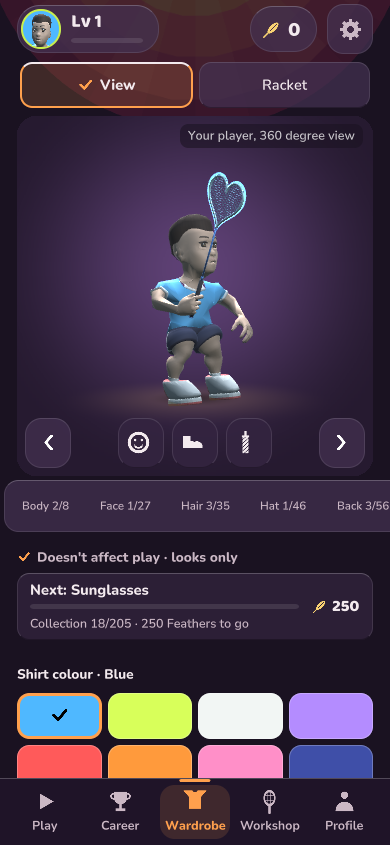 Lv 1
0
View
Racket
Your player, 360 degree view
Body 2/8
Face 1/27
Hair 3/35
Hat 1/46
Back 3/56
Doesn't affect play · looks only
Next: Sunglasses
250
Collection 18/205 · 250 Feathers to go
Shirt colour · Blue
Play
Career
Wardrobe
Workshop
Profile